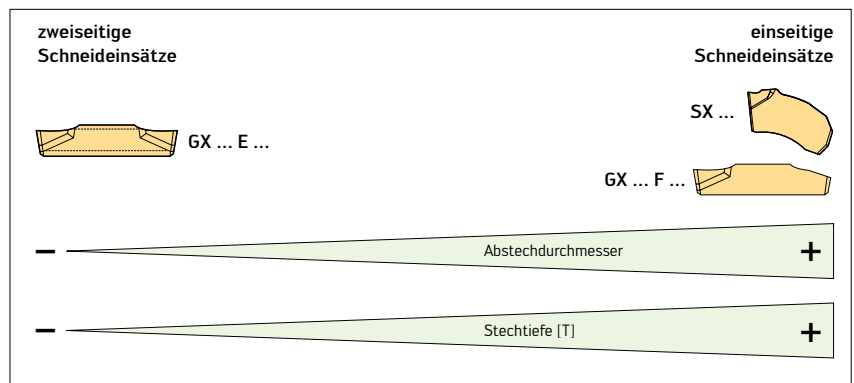 zweiseitige
Schneideinsätze
einseitige
Schneideinsätze
SX ...
GX ... E ...
GX ... F ...
− Abstechdurchmesser +
− Stechtiefe [T] +